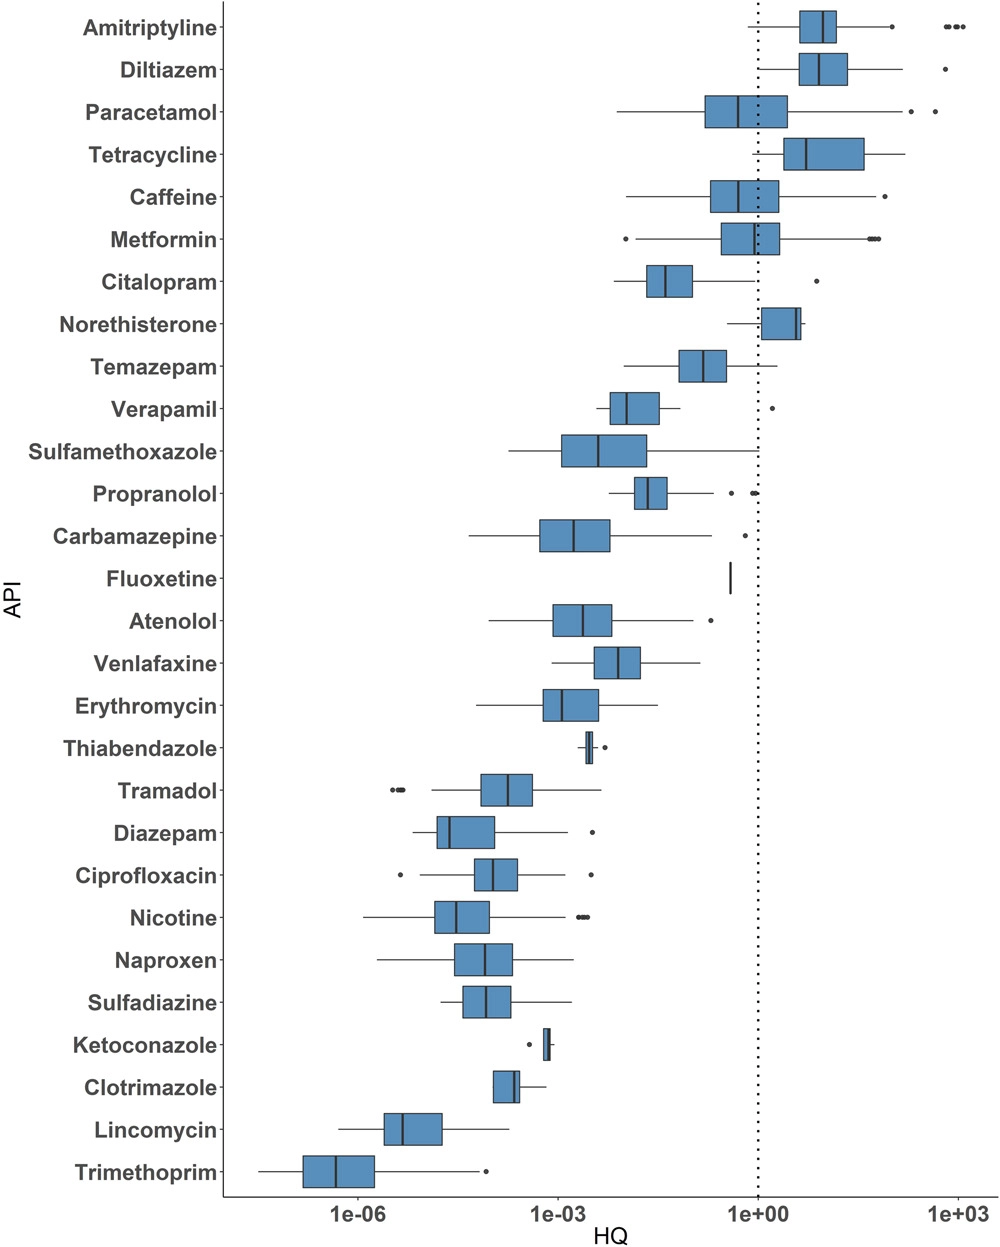 Amitriptyline
Diltiazem
Paracetamol
Tetracycline
Caffeine
Metformin
Citalopram
Norethisterone
Temazepam
Verapamil
Sulfamethoxazole
Propranolol
Carbamazepine
Fluoxetine
Atenolol
Venlafaxine
Erythromycin
Thiabendazole
Tramadol
Diazepam
Ciprofloxacin
Nicotine
Naproxen
Sulfadiazine
Ketoconazole
Clotrimazole
Lincomycin
Trimethoprim
API
1e-06 1e-03 1e+00 1e+03
HQ